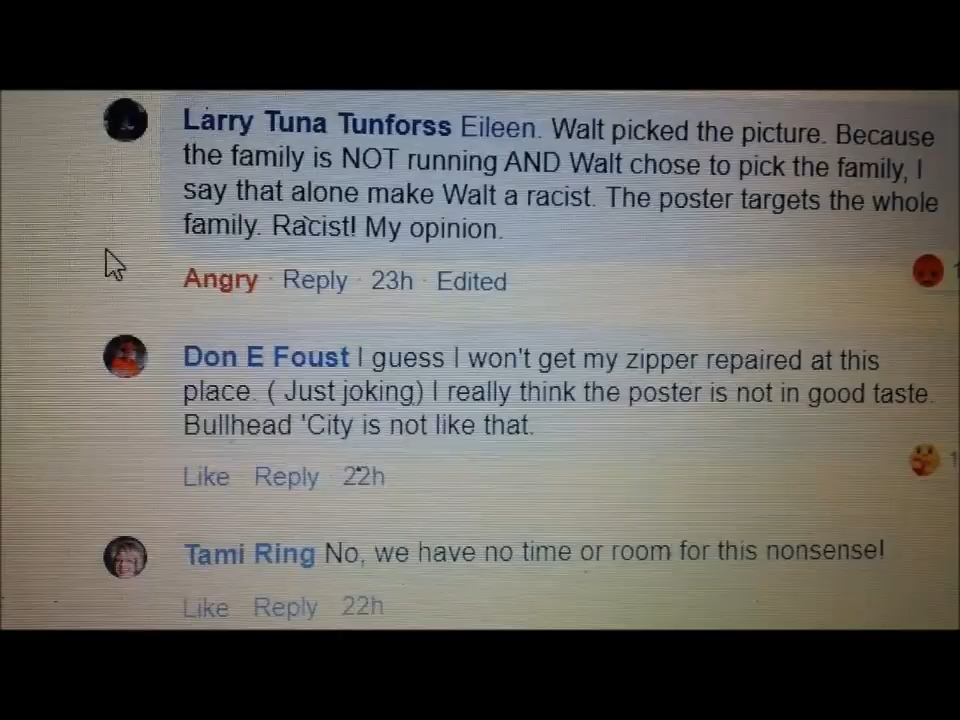 Larry Tuna Tunforss Eileen. Walt picked the picture. Because
the family is NOT running AND Walt chose to pick the family, I
say that alone make Walt a racist. The poster targets the whole
family. Racist! My opinion.
Angry · Reply · 23h · Edited
1
Don E Foust I guess I won't get my zipper repaired at this
place. ( Just joking) I really think the poster is not in good taste.
Bullhead 'City is not like that.
Like Reply 22h
1
Tami Ring No, we have no time or room for this nonsense!
Like Reply 22h